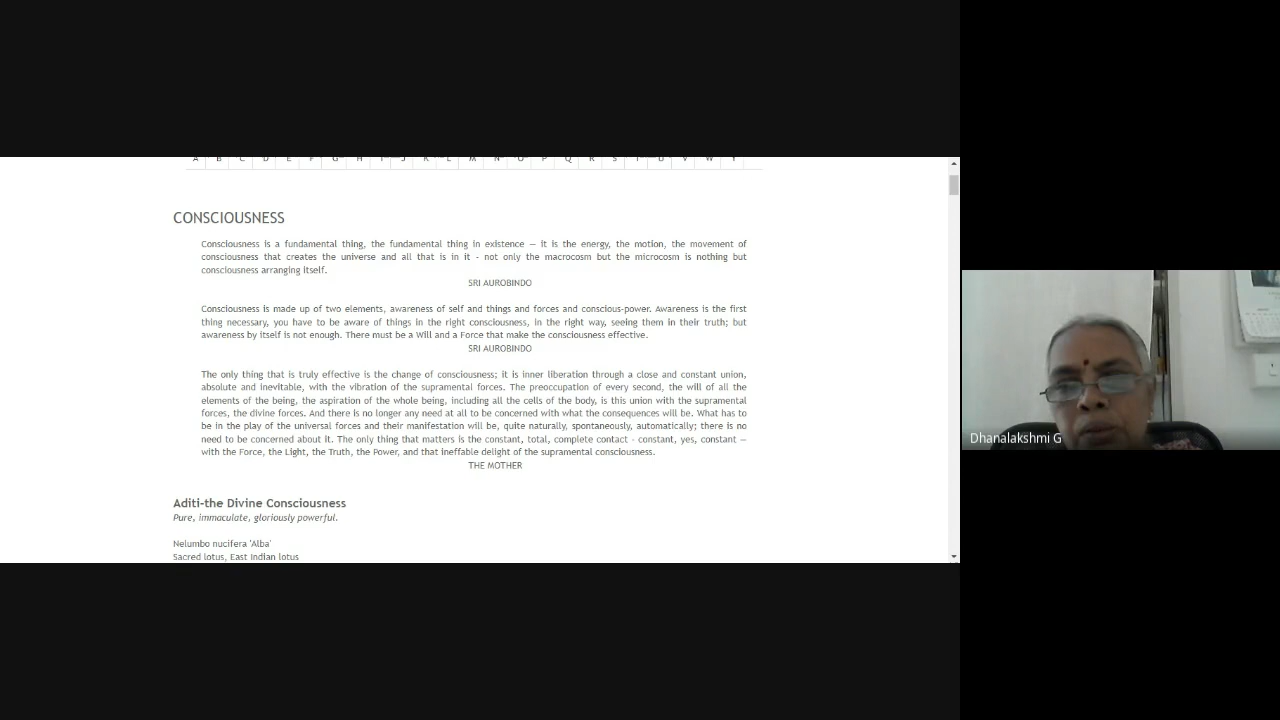 A B C D E F G H I J K L M N O P Q R S T U V W Y
CONSCIOUSNESS
Consciousness is a fundamental thing, the fundamental thing in existence — it is the energy, the motion, the movement of
consciousness that creates the universe and all that is in it - not only the macrocosm but the microcosm is nothing but
consciousness arranging itself.
SRI AUROBINDO
Consciousness is made up of two elements, awareness of self and things and forces and conscious-power. Awareness is the first
thing necessary, you have to be aware of things in the right consciousness, in the right way, seeing them in their truth; but
awareness by itself is not enough. There must be a Will and a Force that make the consciousness effective.
SRI AUROBINDO
The only thing that is truly effective is the change of consciousness; it is inner liberation through a close and constant union,
absolute and inevitable, with the vibration of the supramental forces. The preoccupation of every second, the will of all the
elements of the being, the aspiration of the whole being, including all the cells of the body, is this union with the supramental
forces, the divine forces. And there is no longer any need at all to be concerned with what the consequences will be. What has to
be in the play of the universal forces and their manifestation will be, quite naturally, spontaneously, automatically; there is no
need to be concerned about it. The only thing that matters is the constant, total, complete contact - constant, yes, constant —
with the Force, the Light, the Truth, the Power, and that ineffable delight of the supramental consciousness.
THE MOTHER
Aditi-the Divine Consciousness
Pure, immaculate, gloriously powerful.
Nelumbo nucifera 'Alba'
Sacred lotus, East Indian lotus
Dhanalakshmi G